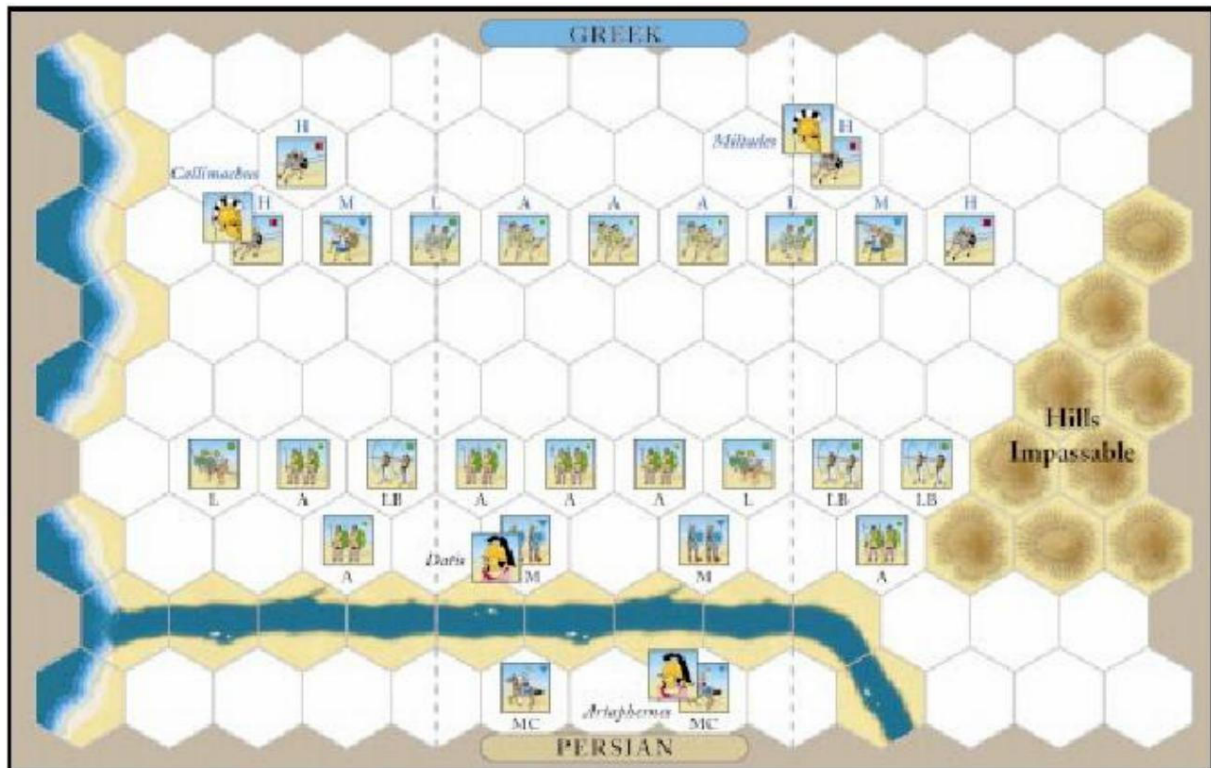 GREEK
H
Miltiades H
Callimachus
H M L A A A L M H
Hills
Impassable
L A LB A A A L LB LB
Datis
A M M A
Artaphernes
MC MC
PERSIAN